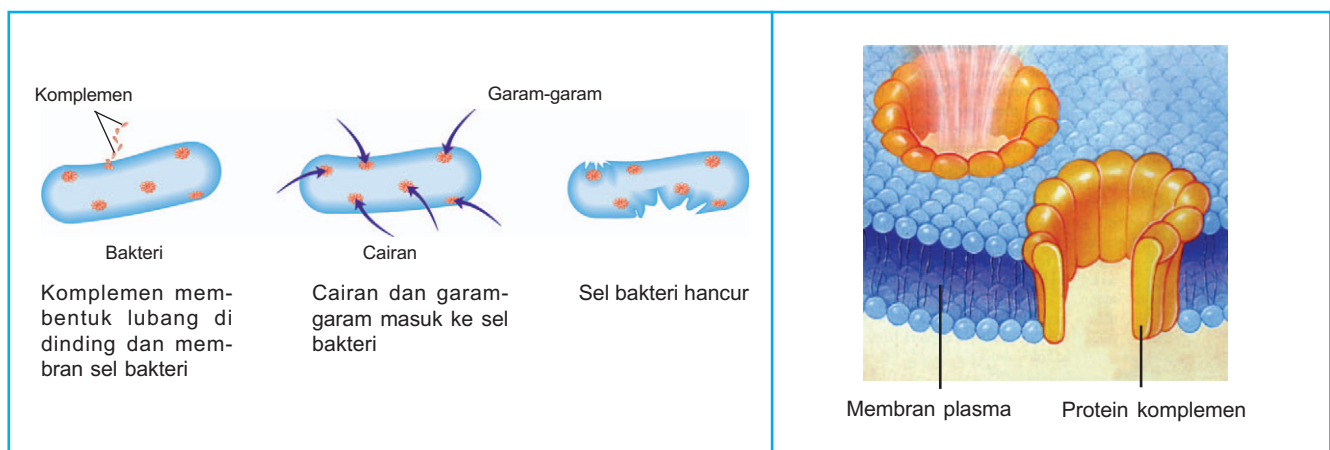 Komplemen
Garam-garam
Bakteri
Cairan
Komplemen mem-
bentuk lubang di
dinding dan mem-
bran sel bakteri
Cairan dan garam-
garam masuk ke sel
bakteri
Sel bakteri hancur
Membran plasma
Protein komplemen